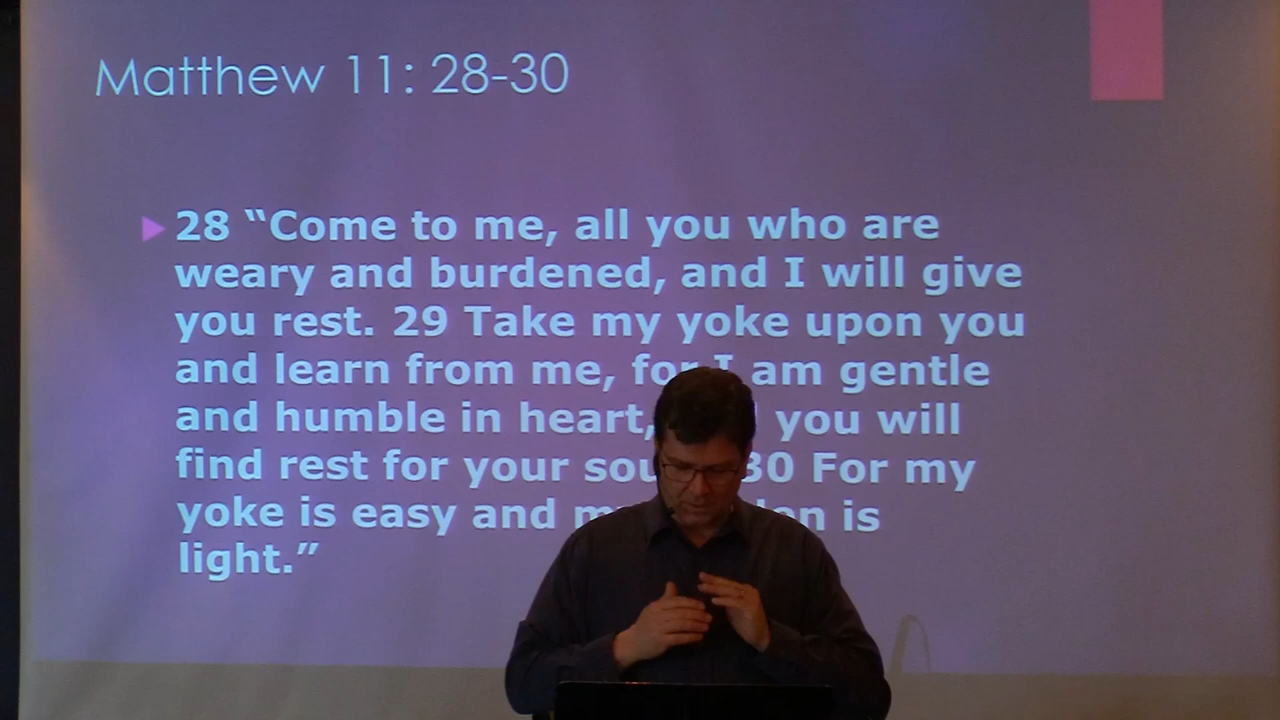 Matthew 11: 28-30
28 “Come to me, all you who are
weary and burdened, and I will give
you rest. 29 Take my yoke upon you
and learn from me, for I am gentle
and humble in heart, you will
find rest for your 30 For my
yoke is easy and is
light.”